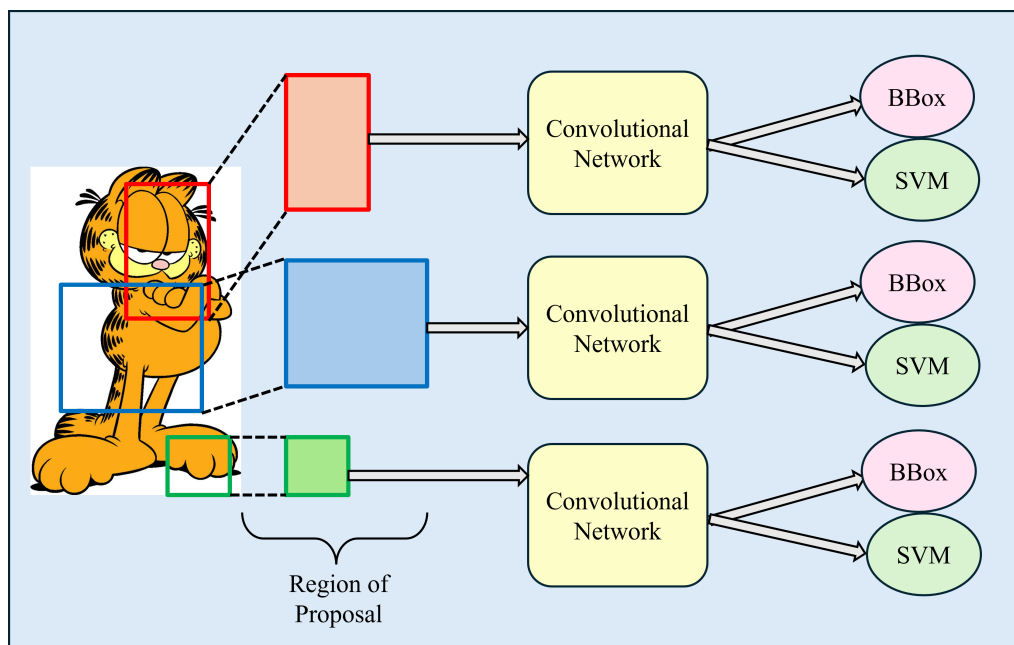 Convolutional
Network
BBox
SVM
Convolutional
Network
BBox
SVM
Convolutional
Network
BBox
SVM
Region of
Proposal